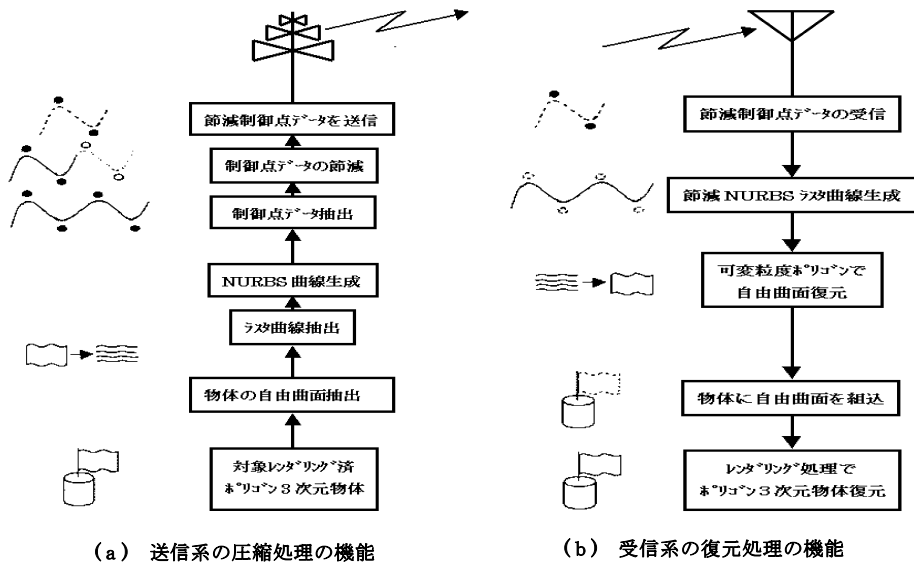 節減制御点ﾃﾞｰﾀを送信
制御点ﾃﾞｰﾀの節減
制御点ﾃﾞｰﾀ抽出
NURBS 曲線生成
ﾗｽﾀ曲線抽出
物体の自由曲面抽出
対象ﾚﾝﾀﾞﾘﾝｸﾞ済
ﾎﾟﾘｺﾞﾝ3次元物体
(a) 送信系の圧縮処理の機能
節減制御点ﾃﾞｰﾀの受信
節減 NURBS ﾗｽﾀ曲線生成
可変粒度ﾎﾟﾘｺﾞﾝで
自由曲面復元
物体に自由曲面を組込
ﾚﾝﾀﾞﾘﾝｸﾞ処理で
ﾎﾟﾘｺﾞﾝ3次元物体復元
(b) 受信系の復元処理の機能